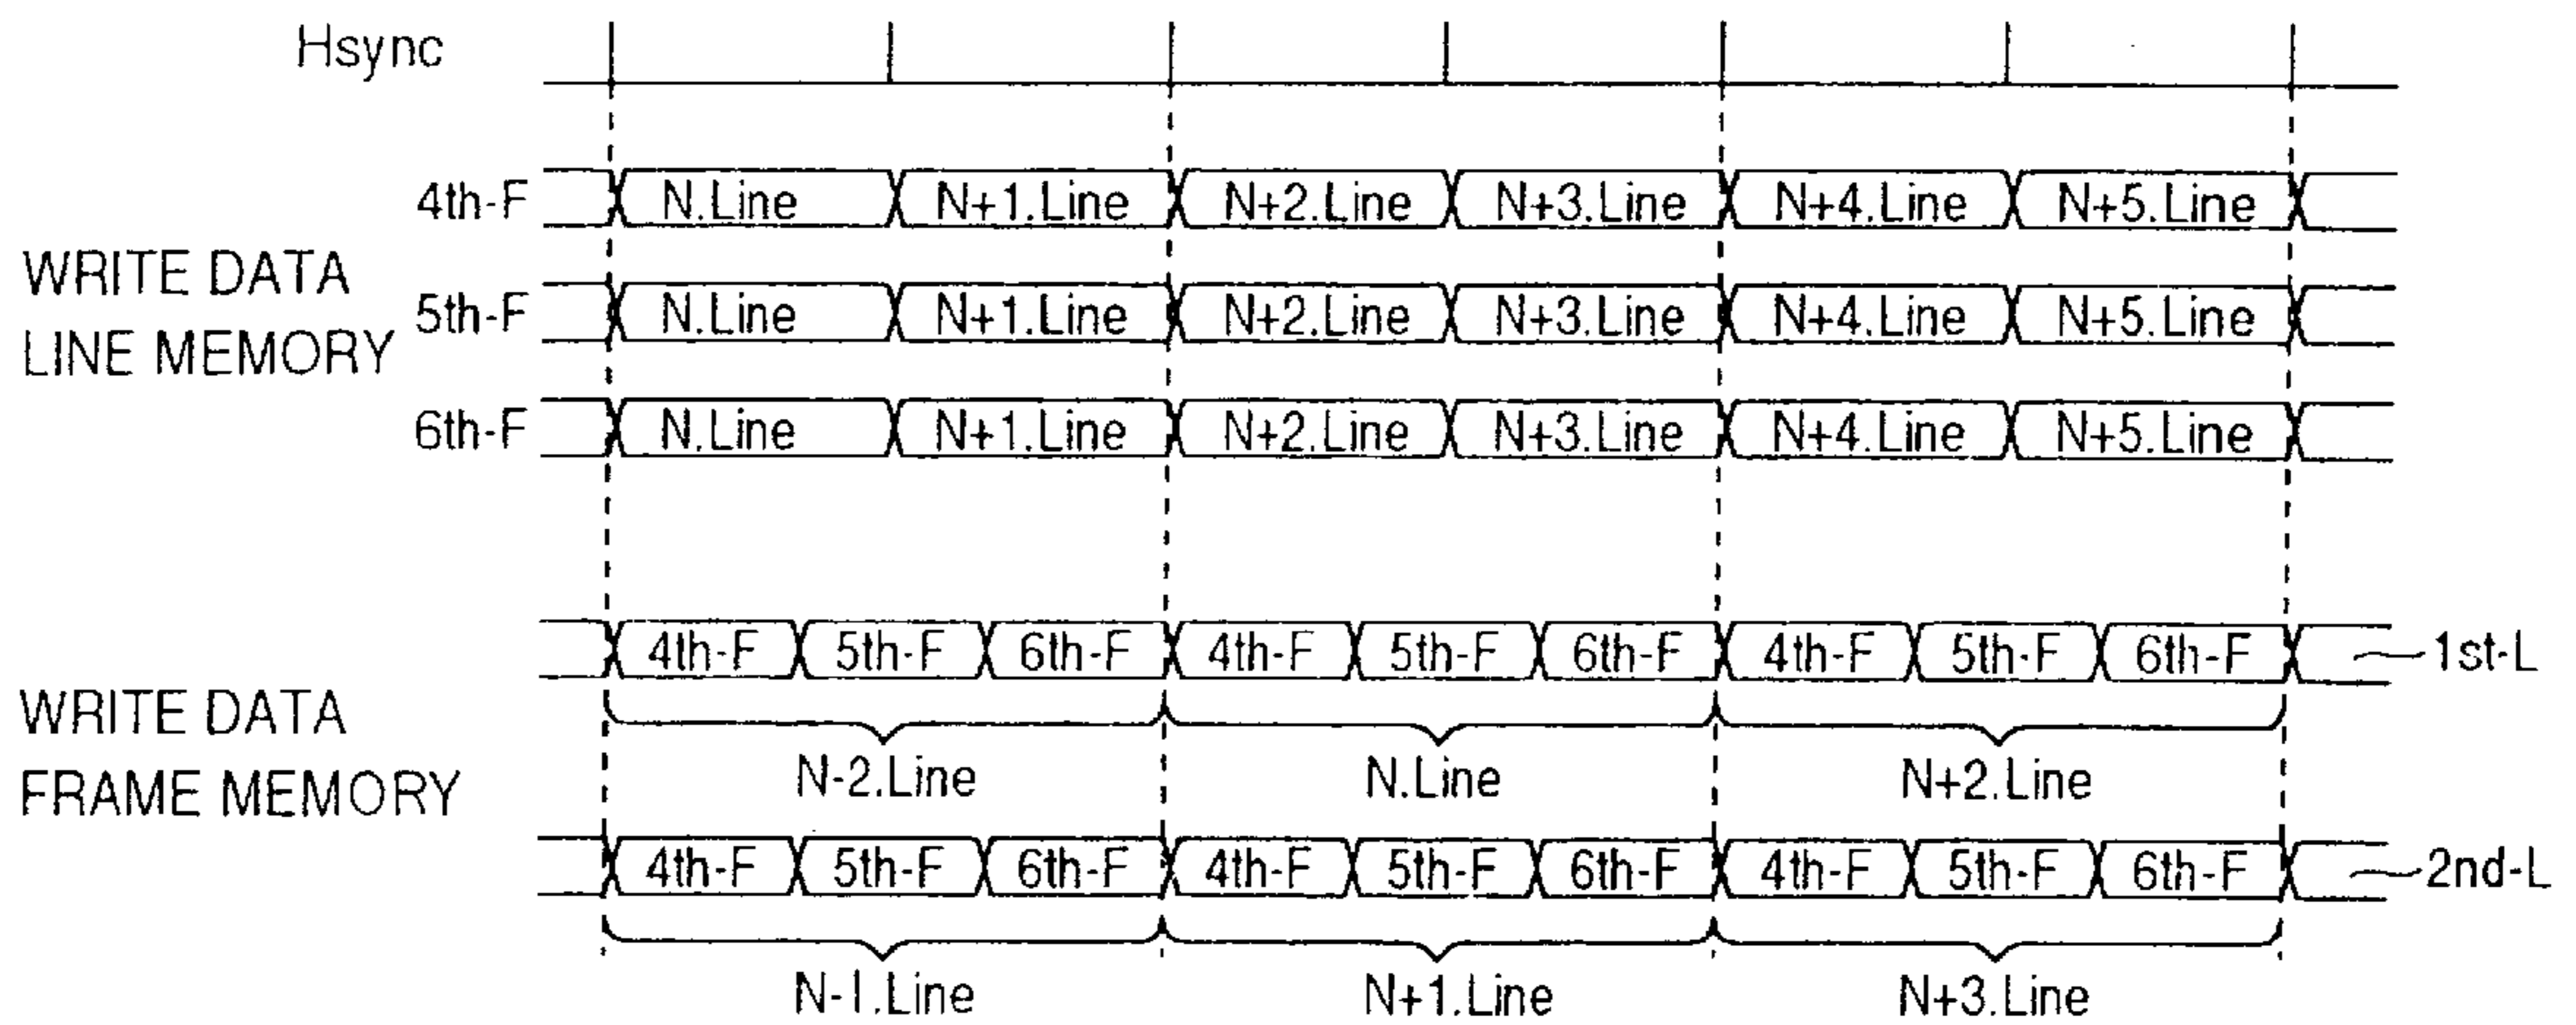 Hsync
4th-F N.Line N+1.Line N+2.Line N+3.Line N+4.Line N+5.Line
WRITE DATA
LINE MEMORY
5th-F N.Line N+1.Line N+2.Line N+3.Line N+4.Line N+5.Line
6th-F N.Line N+1.Line N+2.Line N+3.Line N+4.Line N+5.Line
4th-F 5th-F 6th-F 4th-F 5th-F 6th-F 4th-F 5th-F 6th-F 1st-L
WRITE DATA
FRAME MEMORY
N-2.Line N.Line N+2.Line
4th-F 5th-F 6th-F 4th-F 5th-F 6th-F 4th-F 5th-F 6th-F 2nd-L
N-1.Line N+1.Line N+3.Line